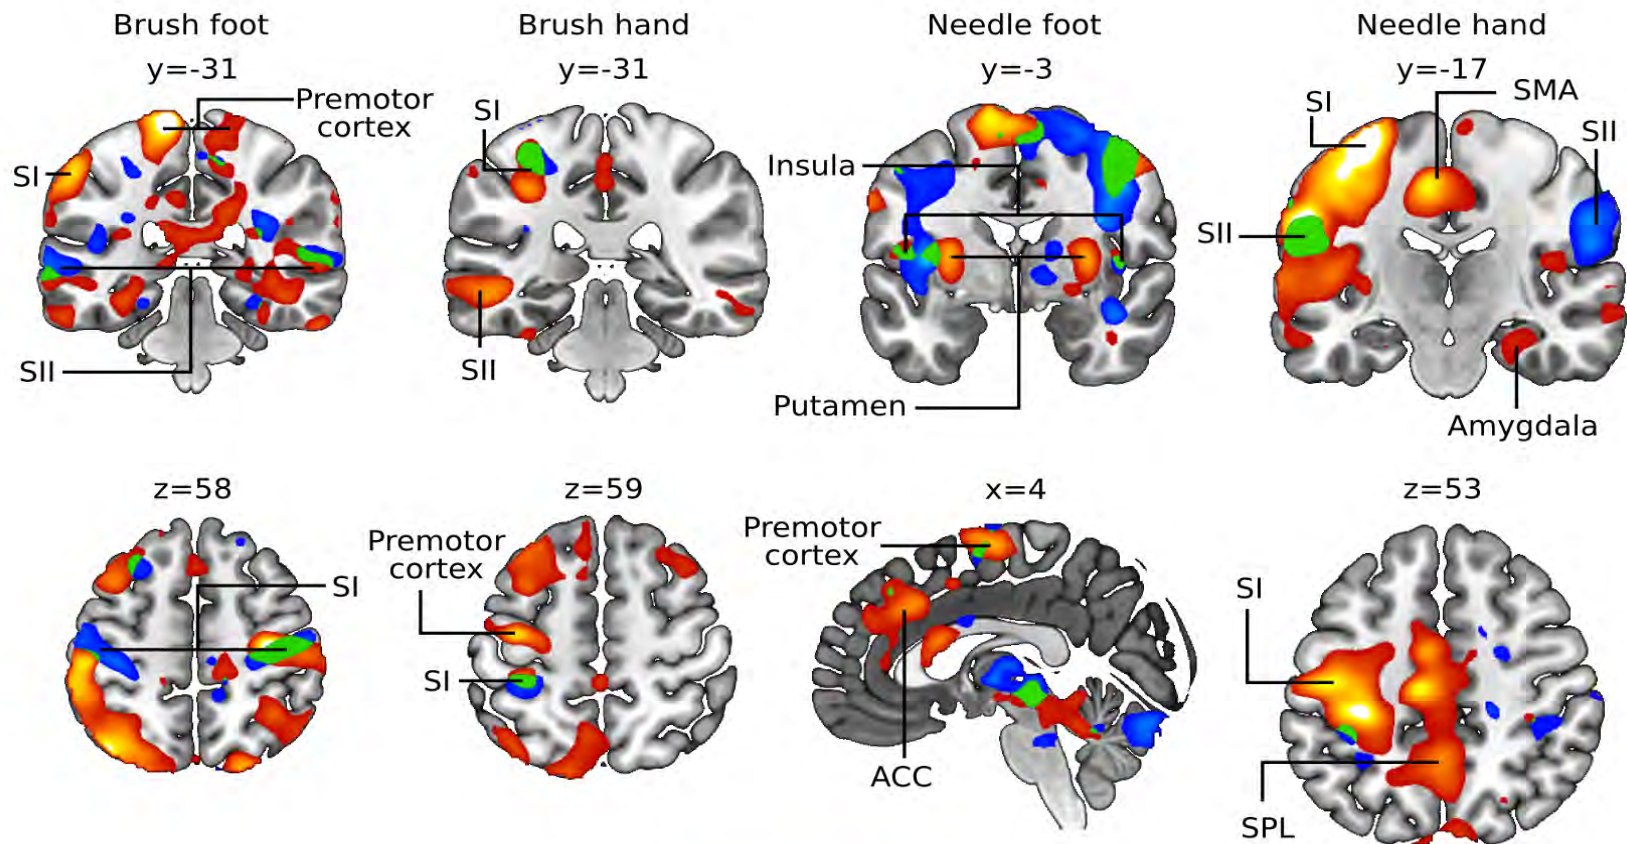 Brush foot
Brush hand
Needle foot
Needle hand
y=-31
y=-31
y=-3
y=-17
Premotor
cortex
SI
SII
SI
SII
Insula
Putamen
SI
SMA
SII
SII
Amygdala
z=58
z=59
x=4
z=53
SI
Premotor
cortex
SI
Premotor
cortex
ACC
SI
SPL